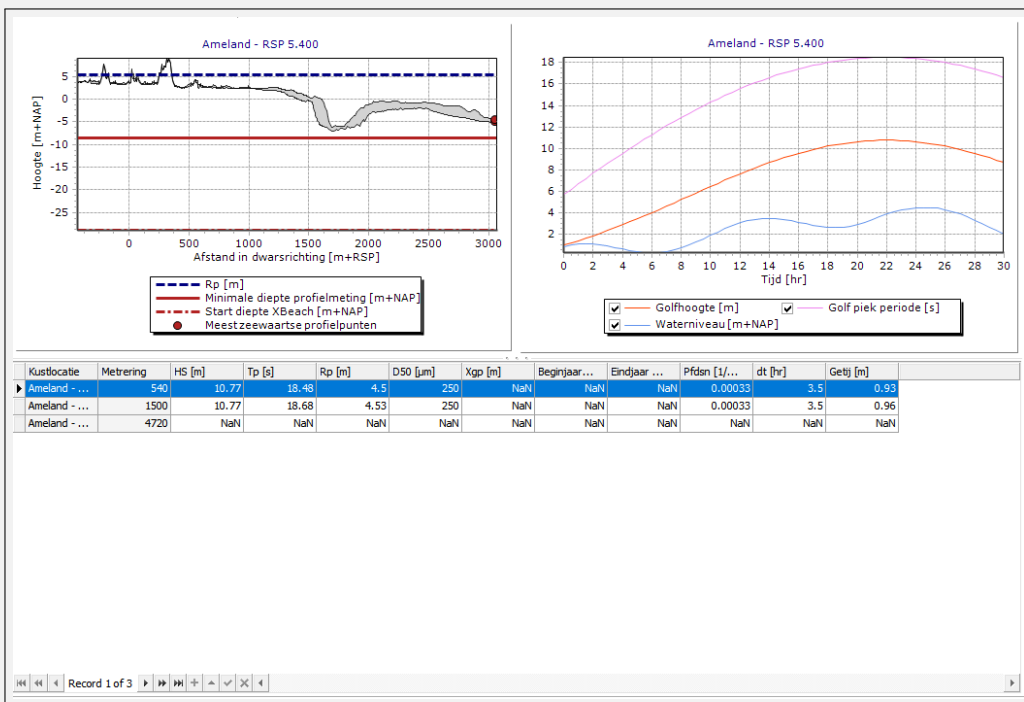 Ameland - RSP 5.400
Hoogte [m+NAP]
5
0
-5
-10
-15
-20
-25
0 500 1000 1500 2000 2500 3000
Afstand in dwarsrichting [m+RSP]
Rp [m]
Minimale diepte profielmeting [m+NAP]
Start diepte XBeach [m+NAP]
Meest zeewaartse profielpunten
Ameland - RSP 5.400
18
16
14
12
10
8
6
4
2
0 2 4 6 8 10 12 14 16 18 20 22 24 26 28 30
Tijd [hr]
Golfhoogte [m] Golf piek periode [s]
Waterniveau [m+NAP]
Kustlocatie Metrering HS [m] Tp [s] Rp [m] D50 [µm] Xgp [m] Beginjaar... Eindjaar ... Pfdsn [1/... dt [hr] Getij [m]
Ameland - ... 540 10.77 18.48 4.5 250 NaN NaN NaN 0.00033 3.5 0.93
Ameland - ... 1500 10.77 18.68 4.53 250 NaN NaN NaN 0.00033 3.5 0.96
Ameland - ... 4720 NaN NaN NaN NaN NaN NaN NaN NaN NaN NaN
Record 1 of 3